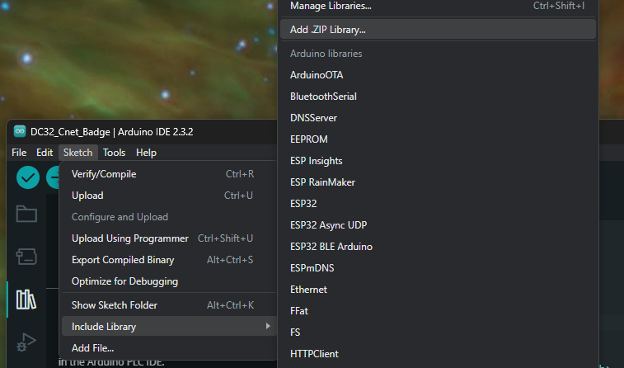 Manage Libraries... Ctrl+Shift+I
Add .ZIP Library...
Arduino libraries
ArduinoOTA
BluetoothSerial
DNSServer
EEPROM
ESP Insights
ESP RainMaker
ESP32
ESP32 Async UDP
ESP32 BLE Arduino
ESPmDNS
Ethernet
FFat
FS
HTTPClient
DC32_Cnet_Badge | Arduino IDE 2.3.2
File Edit Sketch Tools Help
Verify/Compile Ctrl+R
Upload Ctrl+U
Configure and Upload
Upload Using Programmer Ctrl+Shift+U
Export Compiled Binary Alt+Ctrl+S
Optimize for Debugging
Show Sketch Folder Alt+Ctrl+K
Include Library
Add File...
in the Arduino PLC IDE.